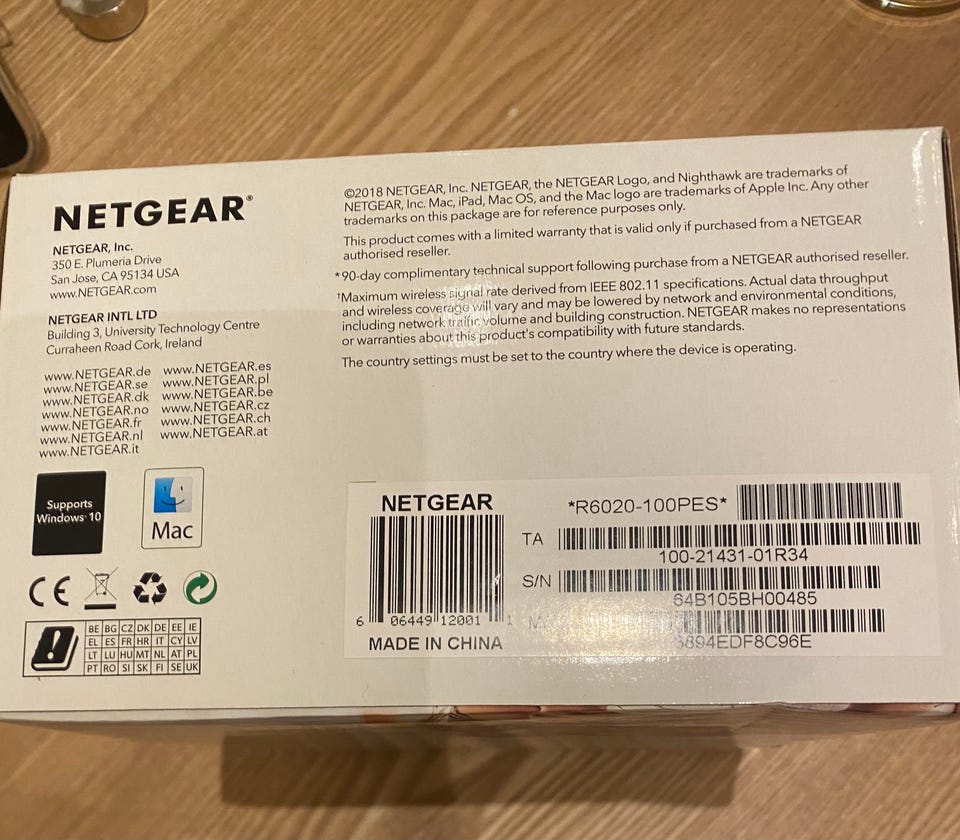 NETGEAR®
NETGEAR, Inc.
350 E. Plumeria Drive
San Jose, CA 95134 USA
www.NETGEAR.com
NETGEAR INTL LTD
Building 3, University Technology Centre
Curraheen Road Cork, Ireland
www.NETGEAR.de www.NETGEAR.es
www.NETGEAR.se www.NETGEAR.pl
www.NETGEAR.dk www.NETGEAR.be
www.NETGEAR.no www.NETGEAR.cz
www.NETGEAR.fr www.NETGEAR.ch
www.NETGEAR.nl www.NETGEAR.at
www.NETGEAR.it
Supports
Windows 10
Mac
CE
BE BG CZ DK DE EE IE
EL ES FR HR IT CY LV
LT LU HU MT NL AT PL
PT RO SI SK FI SE UK
©2018 NETGEAR, Inc. NETGEAR, the NETGEAR Logo, and Nighthawk are trademarks of
NETGEAR, Inc. Mac, iPad, Mac OS, and the Mac logo are trademarks of Apple Inc. Any other
trademarks on this package are for reference purposes only.
This product comes with a limited warranty that is valid only if purchased from a NETGEAR
authorised reseller.
*90-day complimentary technical support following purchase from a NETGEAR authorised reseller.
†Maximum wireless signal rate derived from IEEE 802.11 specifications. Actual data throughput
and wireless coverage will vary and may be lowered by network and environmental conditions,
including network traffic volume and building construction. NETGEAR makes no representations
or warranties about this product's compatibility with future standards.
The country settings must be set to the country where the device is operating.
NETGEAR
6 06449 12001 1
MADE IN CHINA
*R6020-100PES*
TA
100-21431-01R34
S/N
64B105BH00485